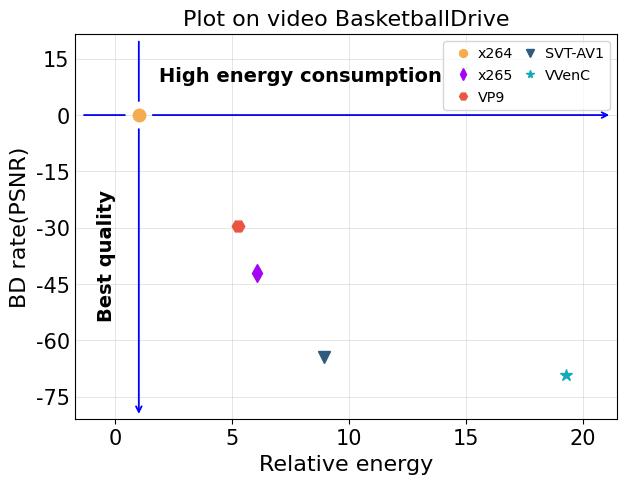 Plot on video BasketballDrive
High energy consumption
x264
x265
VP9
SVT-AV1
VVenC
15
0
-15
-30
-45
-60
-75
BD rate(PSNR)
Best quality
0 5 10 15 20
Relative energy